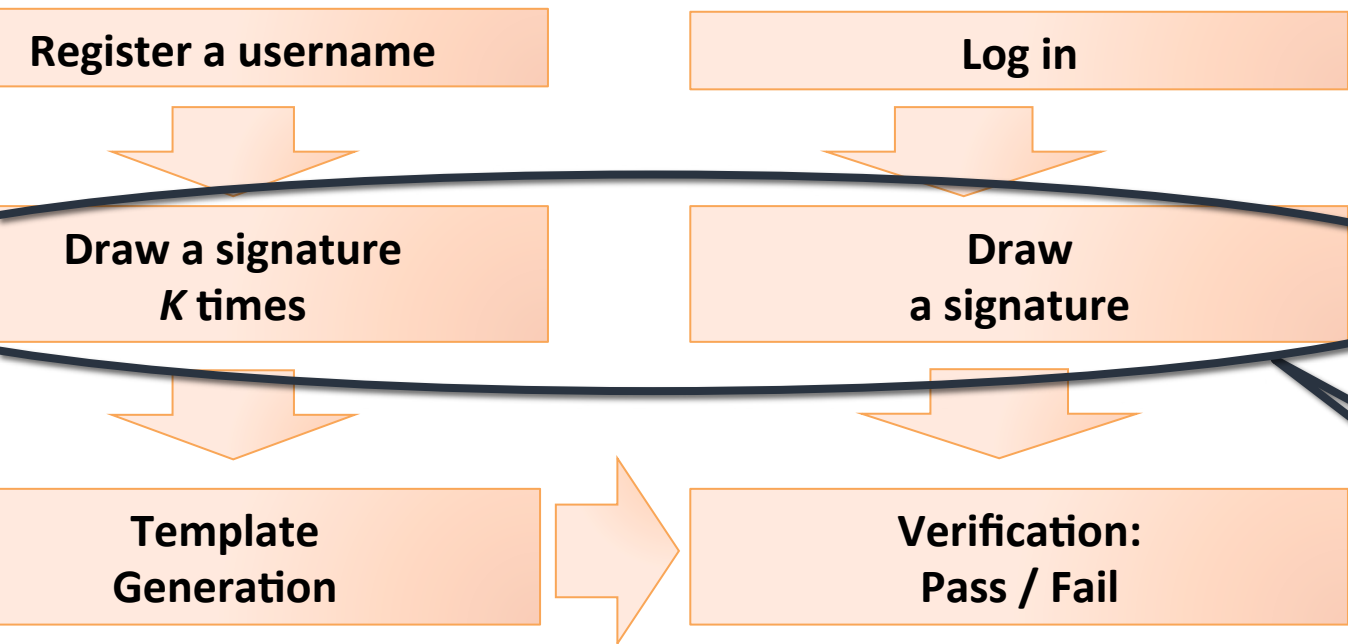 Register a username
Log in
Draw a signature
K times
Draw
a signature
Template
Generation
Verification:
Pass / Fail